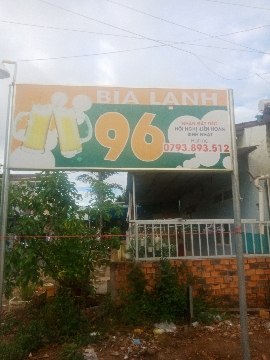 BIA LẠNH
96
NHẬN ĐẶT TIỆC
HỘI NGHỊ, LIÊN HOAN
SINH NHẬT
0793.893.512